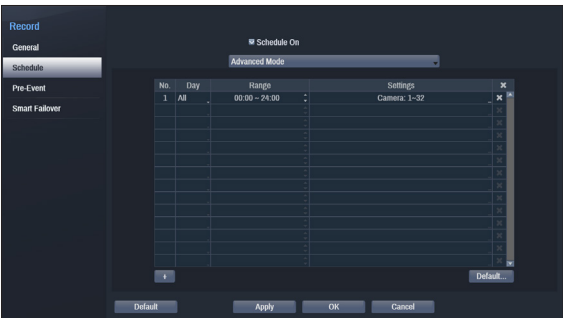 Record
General
Schedule
Pre-Event
Smart Failover
Schedule On
Advanced Mode
No. Day Range Settings
1 All 00:00 – 24:00 Camera: 1–32
+
Default...
Default Apply OK Cancel